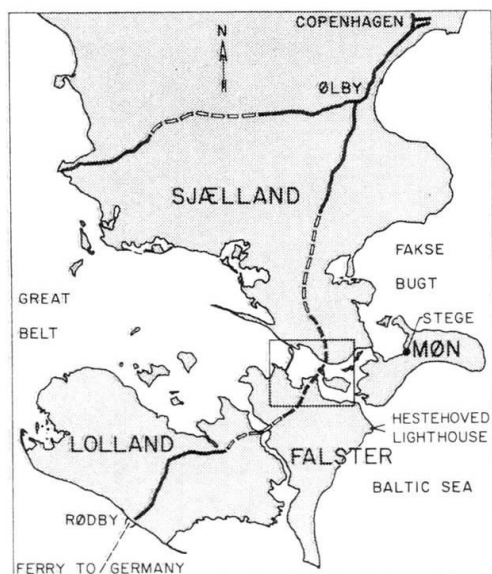 COPENHAGEN
N
ØLBY
SJÆLLAND
FAKSE
BUGT
GREAT
BELT
STEGE
MØN
HESTEHOVED
LIGHTHOUSE
LOLLAND
FALSTER
BALTIC SEA
RØDBY
FERRY TO GERMANY